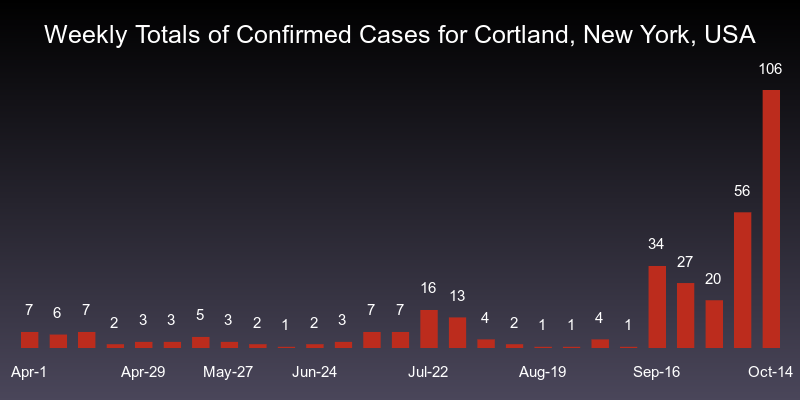 Weekly Totals of Confirmed Cases for Cortland, New York, USA
7 6 7 2 3 3 5 3 2 1 2 3 7 7 16 13 4 2 1 1 4 1 34 27 20 56 106
Apr-1 Apr-29 May-27 Jun-24 Jul-22 Aug-19 Sep-16 Oct-14